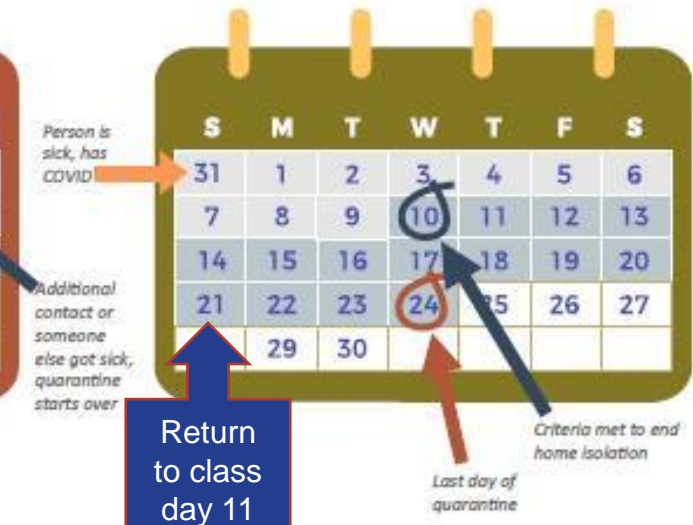 Person is
sick, has
COVID
Additional
contact or
someone
else got sick,
quarantine
starts over
S M T W T F S
31 1 2 3 4 5 6
7 8 9 10 11 12 13
14 15 16 17 18 19 20
21 22 23 24 25 26 27
29 30
Return
to class
day 11
Last day of
quarantine
Criteria met to end
home isolation